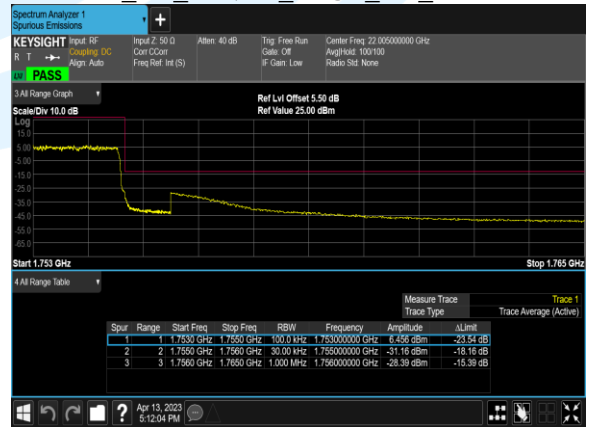 Spectrum Analyzer 1
Spurious Emissions
+
KEYSIGHT Input: RF Input Z: 50 Ω Atten: 40 dB Trig: Free Run Center Freq: 22.005000000 GHz
R T Coupling: DC Corr CCorr Gate: Off Avg|Hold: 100/100
Align: Auto Freq Ref: Int (S) IF Gain: Low Radio Std: None
PASS
3 All Range Graph
Ref Lvl Offset 5.50 dB
Scale/Div 10.0 dB Ref Value 25.00 dBm
Log
15.0
5.00
-5.00
-15.0
-25.0
-35.0
-45.0
-55.0
-65.0
Start 1.753 GHz Stop 1.765 GHz
4 All Range Table
Measure Trace Trace 1
Trace Type Trace Average (Active)
Spur Range Start Freq Stop Freq RBW Frequency Amplitude ΔLimit
1 1 1.7530 GHz 1.7550 GHz 100.0 kHz 1.753000000 GHz 6.456 dBm -23.54 dB
2 2 1.7550 GHz 1.7560 GHz 30.00 kHz 1.755000000 GHz -31.16 dBm -18.16 dB
3 3 1.7560 GHz 1.7650 GHz 1.000 MHz 1.756000000 GHz -28.39 dBm -15.39 dB
? Apr 13, 2023
5:12:04 PM